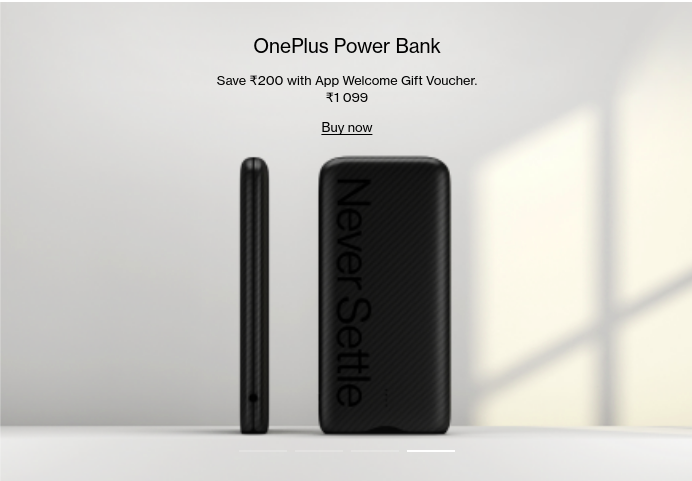 OnePlus Power Bank
Save ₹200 with App Welcome Gift Voucher.
₹1 099
Buy now
Never Settle